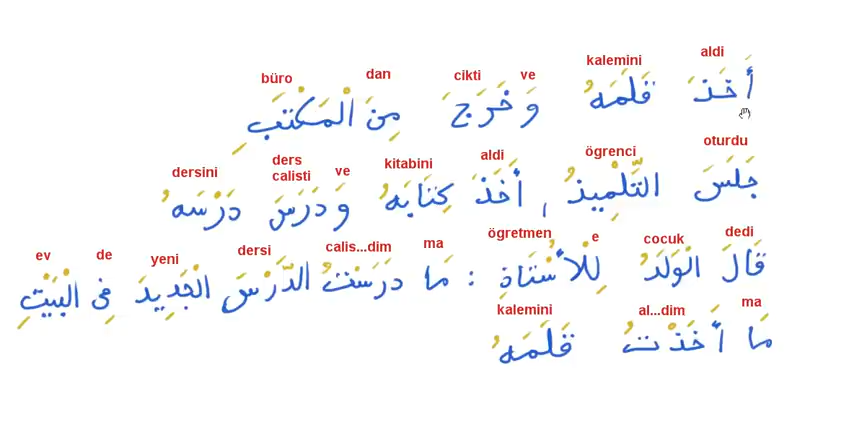 aldi kalemini ve cikti dan büro
أَخَذَ قَلَمَهُ وَ خَرَجَ مِنَ الْمَكْتَبِ
oturdu ögrenci aldi kitabini ve ders calisti dersini
جَلَسَ التِّلْمِيذُ ، أَخَذَ كِتَابَهُ وَ دَرَسَ دَرْسَهُ
dedi cocuk e ögretmen ma calis...dim dersi yeni de ev
قَالَ الْوَلَدُ لِلْأُسْتَاذِ : مَا دَرَسْتُ الدَّرْسَ الْجَدِيدَ فِي الْبَيْتِ
ma al...dim kalemini
مَا أَخَذْتُ قَلَمَهُ